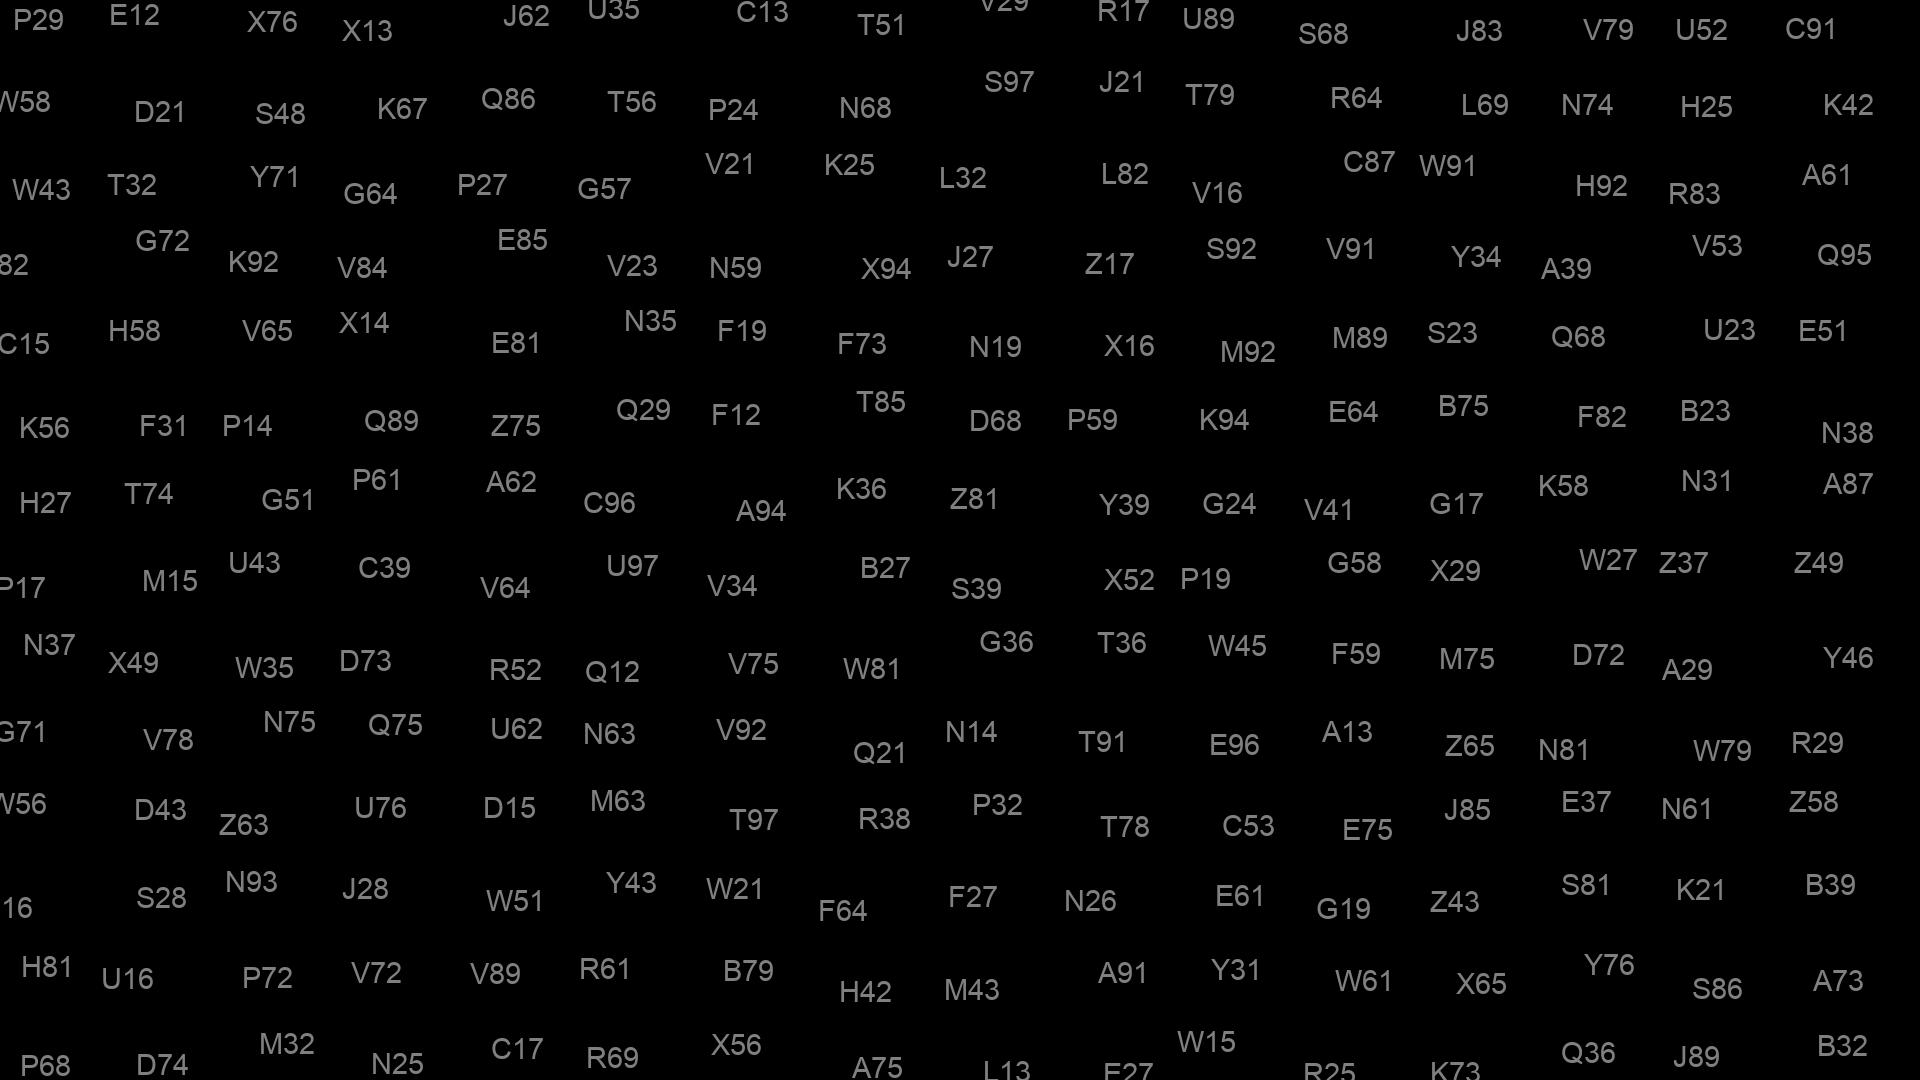 P29 E12 X76 X13 J62 U35 C13 T51 V29 R17 U89 S68 J83 V79 U52 C91
W58 D21 S48 K67 Q86 T56 P24 N68 S97 J21 T79 R64 L69 N74 H25 K42
W43 T32 Y71 G64 P27 G57 V21 K25 L32 L82 V16 C87 W91 H92 R83 A61
82 G72 K92 V84 E85 V23 N59 X94 J27 Z17 S92 V91 Y34 A39 V53 Q95
C15 H58 V65 X14 E81 N35 F19 F73 N19 X16 M92 M89 S23 Q68 U23 E51
K56 F31 P14 Q89 Z75 Q29 F12 T85 D68 P59 K94 E64 B75 F82 B23 N38
H27 T74 G51 P61 A62 C96 A94 K36 Z81 Y39 G24 V41 G17 K58 N31 A87
P17 M15 U43 C39 V64 U97 V34 B27 S39 X52 P19 G58 X29 W27 Z37 Z49
N37 X49 W35 D73 R52 Q12 V75 W81 G36 T36 W45 F59 M75 D72 A29 Y46
G71 V78 N75 Q75 U62 N63 V92 Q21 N14 T91 E96 A13 Z65 N81 W79 R29
W56 D43 Z63 U76 D15 M63 T97 R38 P32 T78 C53 E75 J85 E37 N61 Z58
16 S28 N93 J28 W51 Y43 W21 F64 F27 N26 E61 G19 Z43 S81 K21 B39
H81 U16 P72 V72 V89 R61 B79 H42 M43 A91 Y31 W61 X65 Y76 S86 A73
P68 D74 M32 N25 C17 R69 X56 A75 L13 W15 R25 K73 Q36 J89 B32